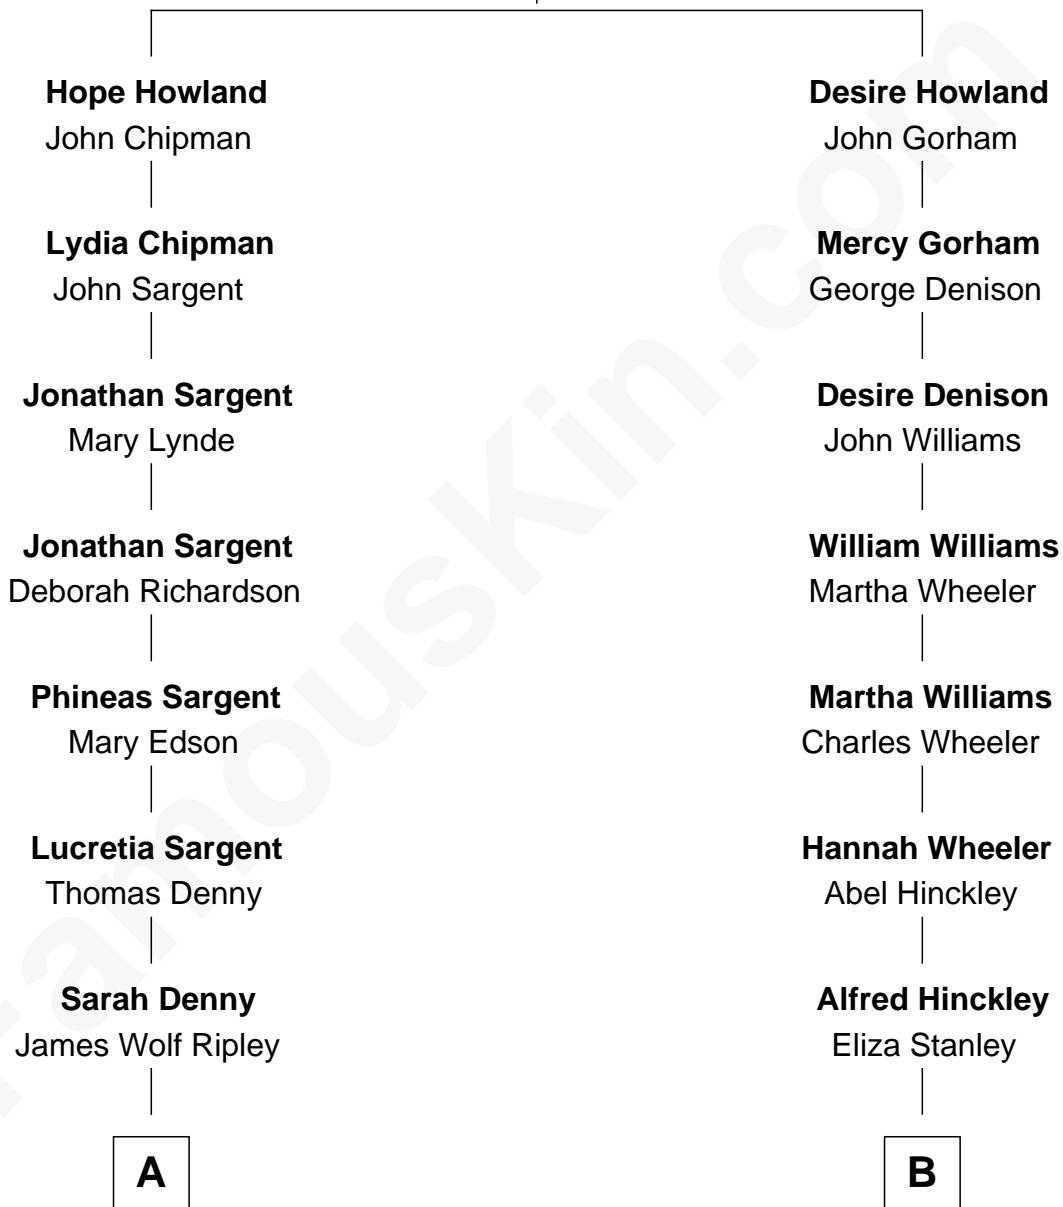 Hope Howland
John Chipman
Desire Howland
John Gorham
Lydia Chipman
John Sargent
Mercy Gorham
George Denison
Jonathan Sargent
Mary Lynde
Desire Denison
John Williams
Jonathan Sargent
Deborah Richardson
William Williams
Martha Wheeler
Phineas Sargent
Mary Edson
Martha Williams
Charles Wheeler
Lucretia Sargent
Thomas Denny
Hannah Wheeler
Abel Hinckley
Sarah Denny
James Wolf Ripley
Alfred Hinckley
Eliza Stanley
A
B
FamousKin.com